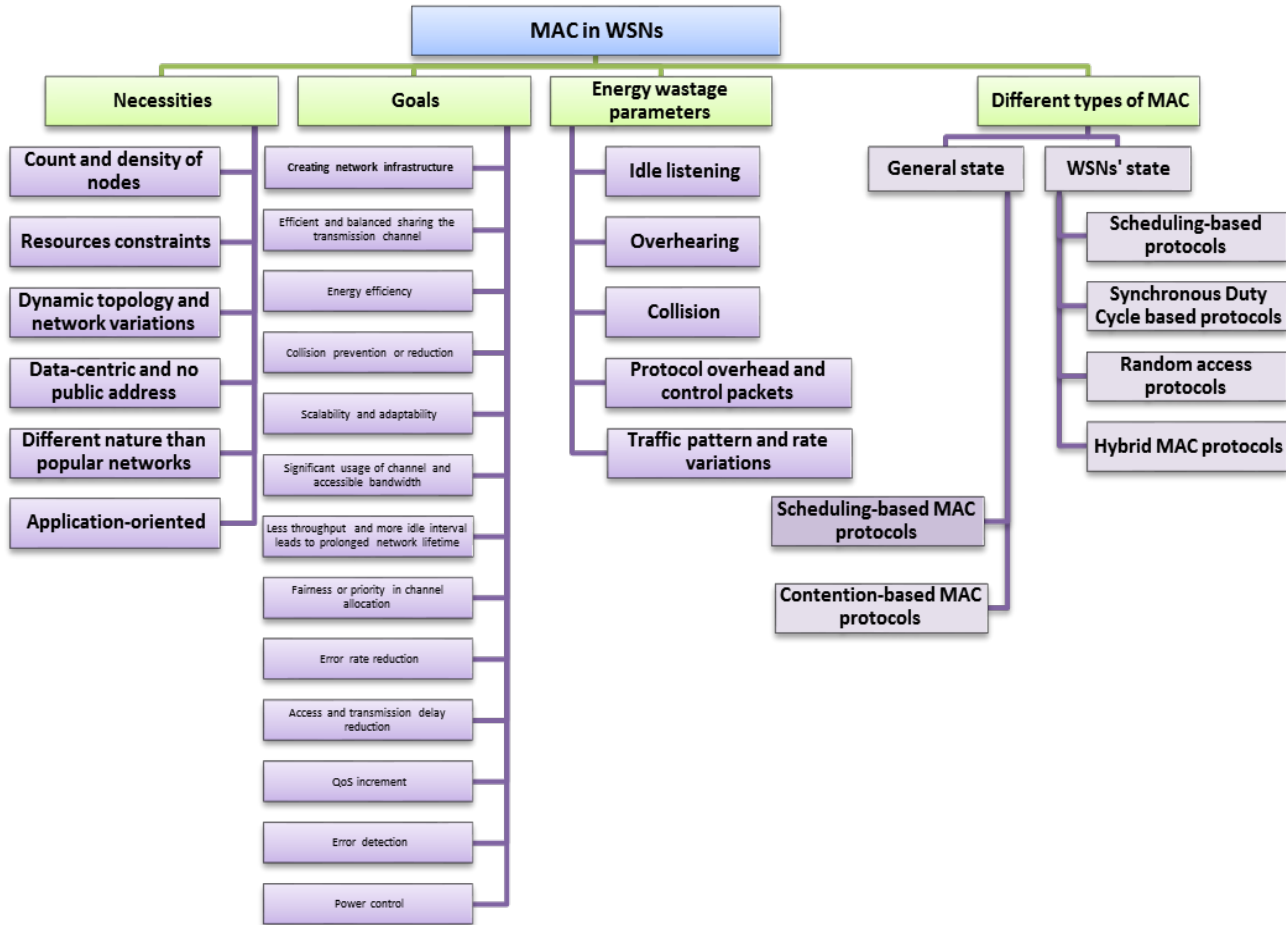 MAC in WSNs
Necessities
Count and density of
nodes
Resources constraints
Dynamic topology and
network variations
Data-centric and no
public address
Different nature than
popular networks
Application-oriented
Goals
Creating network infrastructure
Efficient and balanced sharing the
transmission channel
Energy efficiency
Collision prevention or reduction
Scalability and adaptability
Significant usage of channel and
accessible bandwidth
Less throughput and more idle interval
leads to prolonged network lifetime
Fairness or priority in channel
allocation
Error rate reduction
Access and transmission delay
reduction
QoS increment
Error detection
Power control
Energy wastage
parameters
Idle listening
Overhearing
Collision
Protocol overhead and
control packets
Traffic pattern and rate
variations
Different types of MAC
General state
Scheduling-based MAC
protocols
Contention-based MAC
protocols
WSNs' state
Scheduling-based
protocols
Synchronous Duty
Cycle based protocols
Random access
protocols
Hybrid MAC protocols